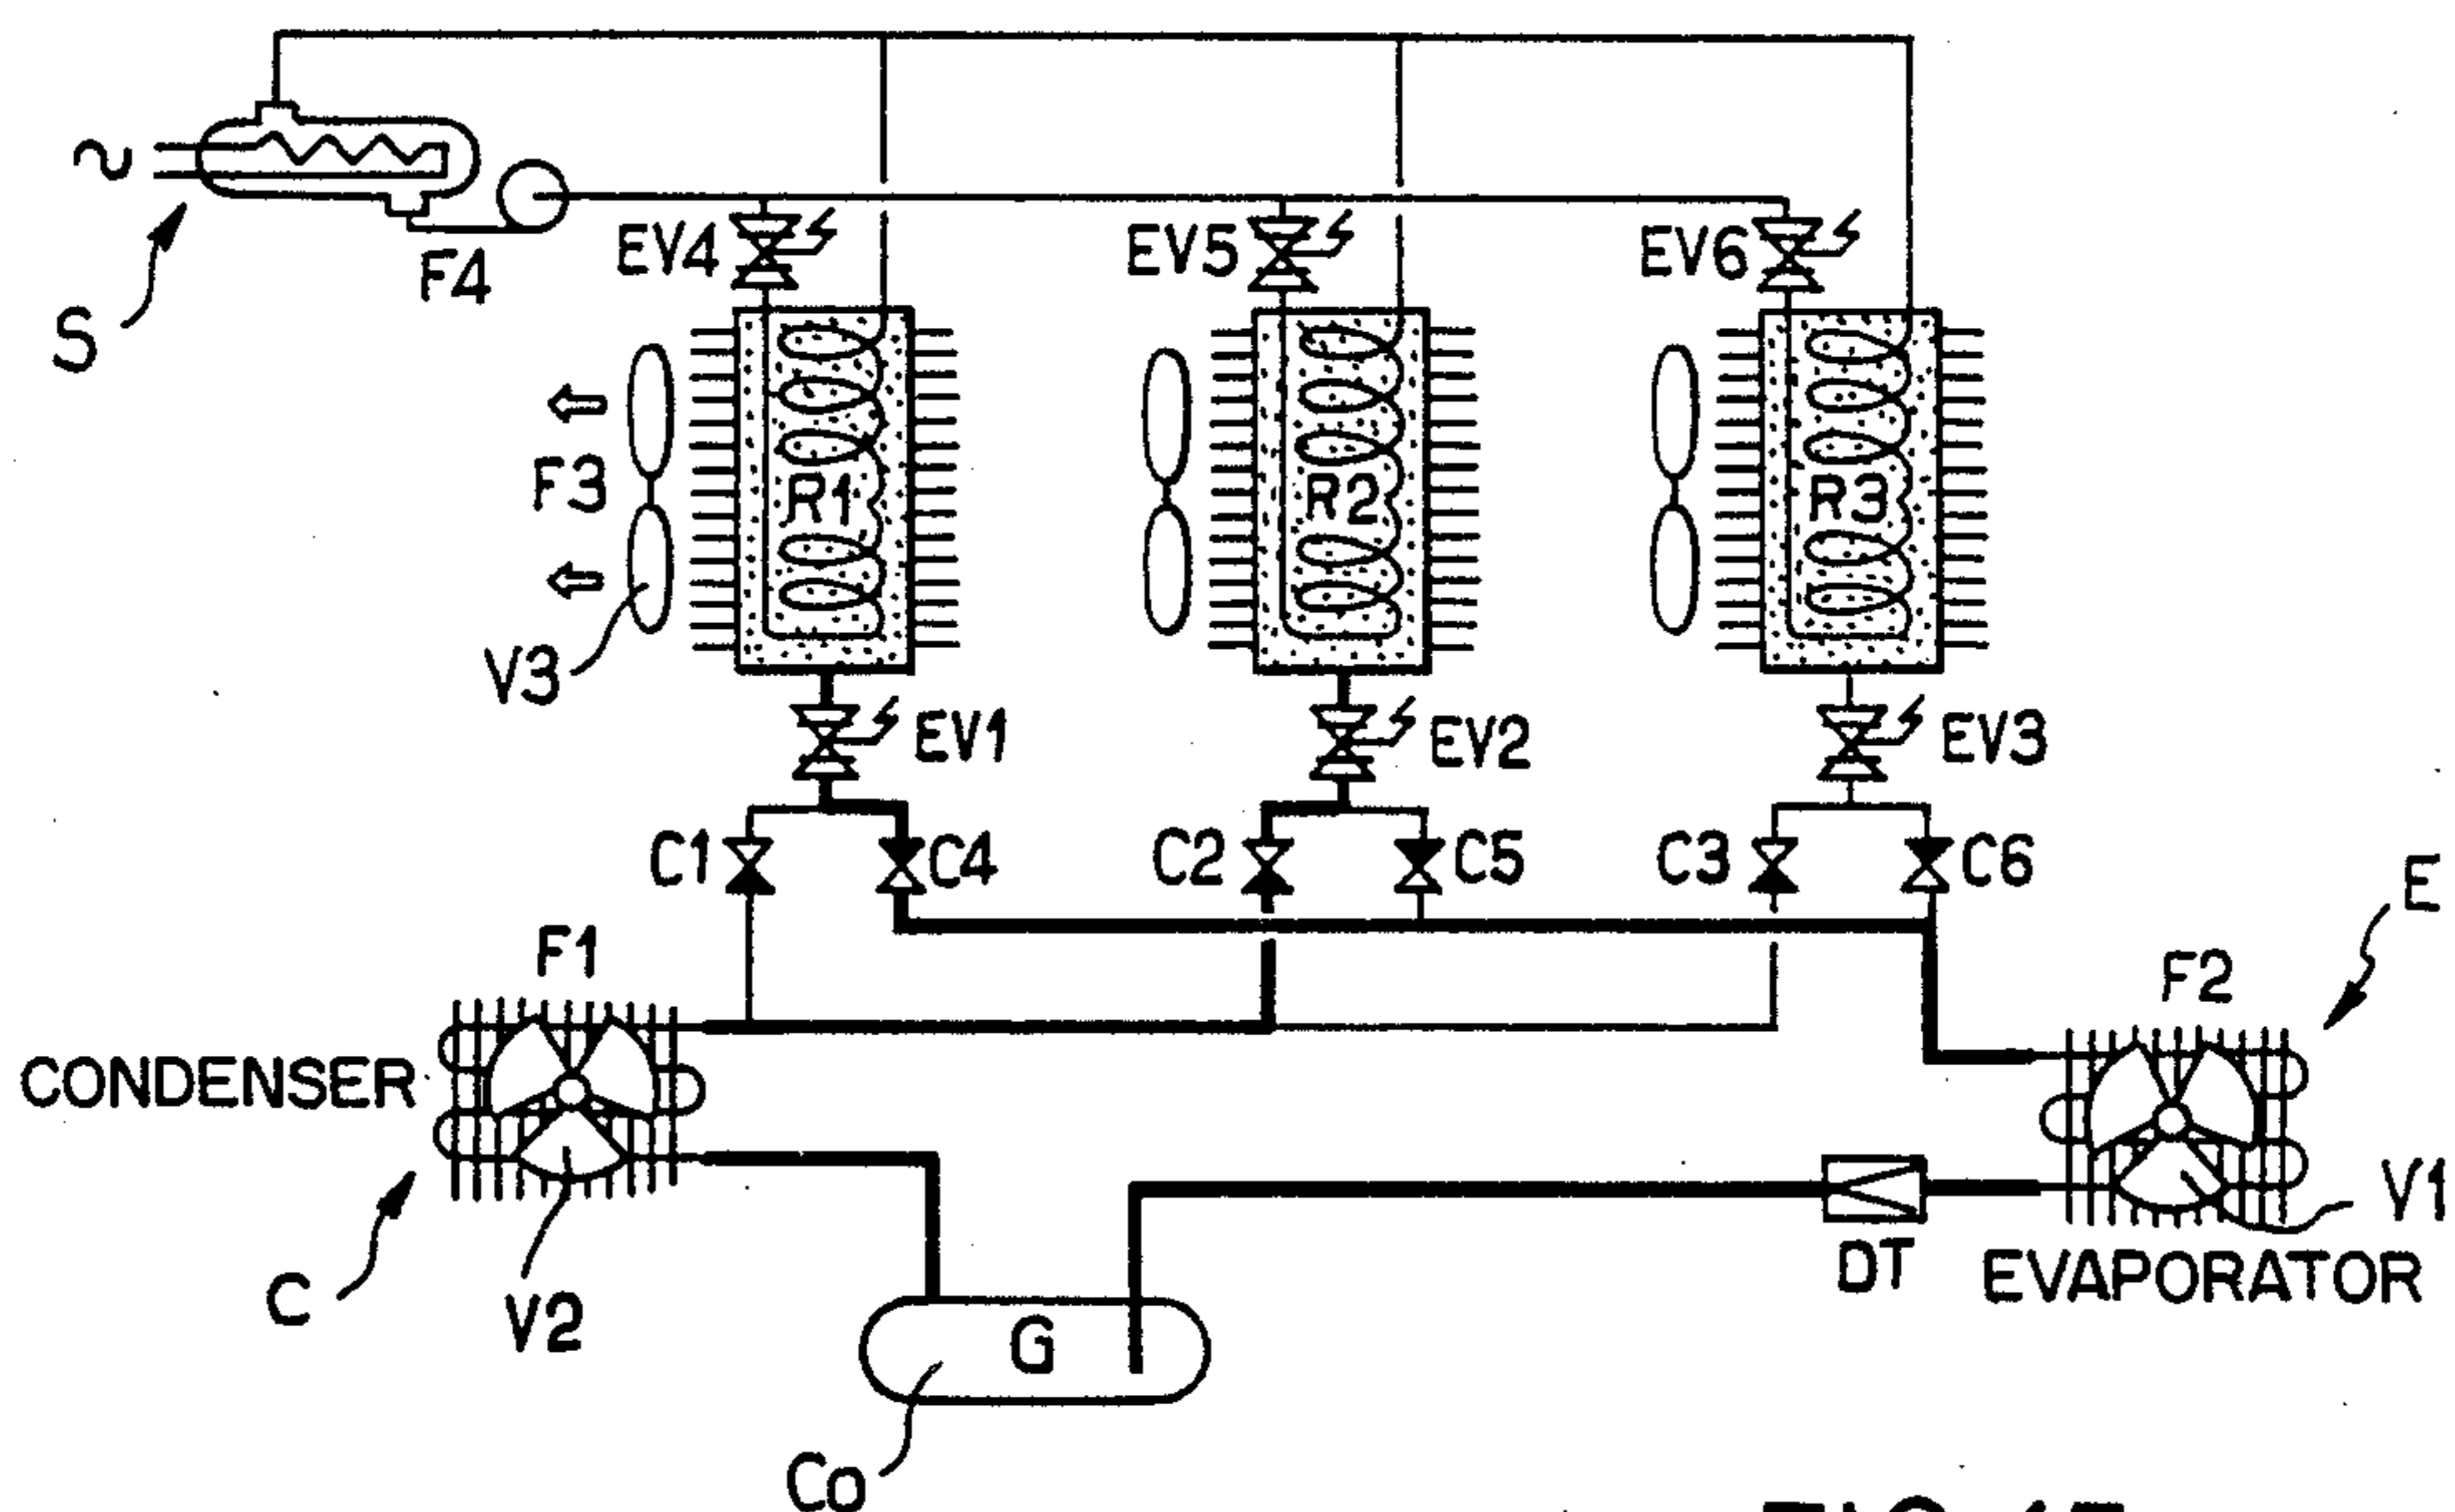 S
F4
EV4
EV5
EV6
F3
R1
R2
R3
V3
EV1
EV2
EV3
C1
C4
C2
C5
C3
C6
E
F1
F2
CONDENSER
V1
DT
EVAPORATOR
C
V2
G
Co